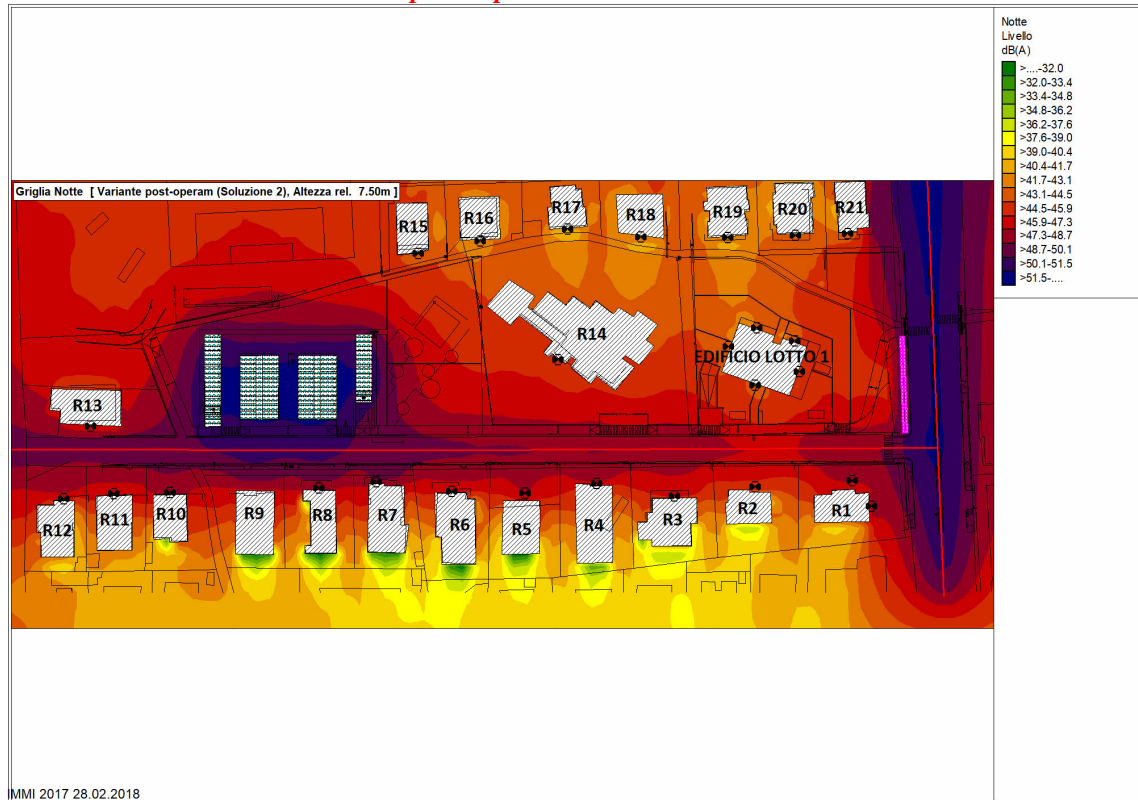 Notte
Livello
dB(A)
>....-32.0
>32.0-33.4
>33.4-34.8
>34.8-36.2
>36.2-37.6
>37.6-39.0
>39.0-40.4
>40.4-41.7
>41.7-43.1
>43.1-44.5
>44.5-45.9
>45.9-47.3
>47.3-48.7
>48.7-50.1
>50.1-51.5
>51.5-....
Griglia Notte [ Variante post-operam (Soluzione 2), Altezza rel. 7.50m ]
R15
R16
R17
R18
R19
R20
R21
R14
EDIFICIO LOTTO 1
R13
R12
R11
R10
R9
R8
R7
R6
R5
R4
R3
R2
R1
IMMI 2017 28.02.2018